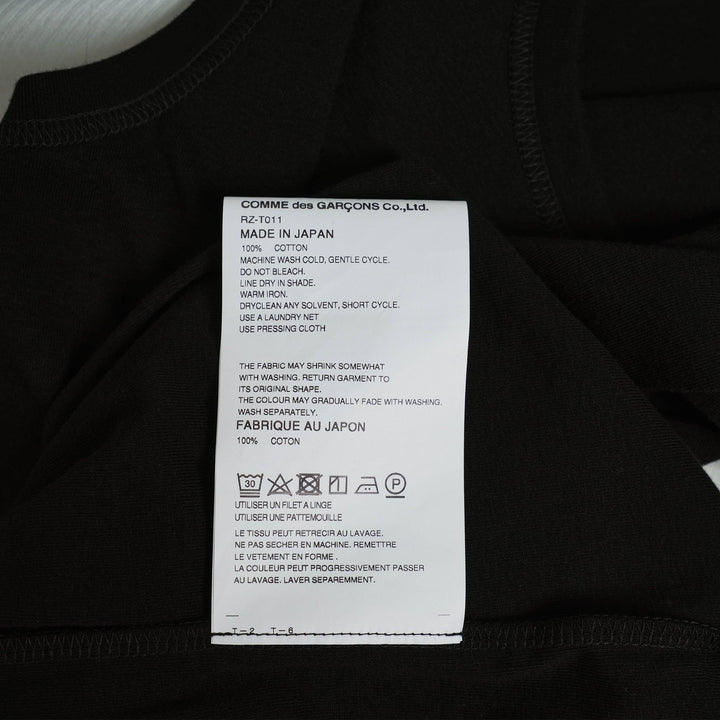 COMME des GARÇONS Co.,Ltd.
RZ-T011
MADE IN JAPAN
100% COTTON
MACHINE WASH COLD, GENTLE CYCLE.
DO NOT BLEACH.
LINE DRY IN SHADE.
WARM IRON.
DRYCLEAN ANY SOLVENT, SHORT CYCLE.
USE A LAUNDRY NET
USE PRESSING CLOTH
THE FABRIC MAY SHRINK SOMEWHAT
WITH WASHING. RETURN GARMENT TO
ITS ORIGINAL SHAPE.
THE COLOUR MAY GRADUALLY FADE WITH WASHING.
WASH SEPARATELY.
FABRIQUE AU JAPON
100% COTON
30 P
UTILISER UN FILET A LINGE
UTILISER UNE PATTEMOUILLE
LE TISSU PEUT RETRECIR AU LAVAGE.
NE PAS SECHER EN MACHINE. REMETTRE
LE VETEMENT EN FORME .
LA COULEUR PEUT PROGRESSIVEMENT PASSER
AU LAVAGE. LAVER SEPAREMMENT.
T-2 T-6